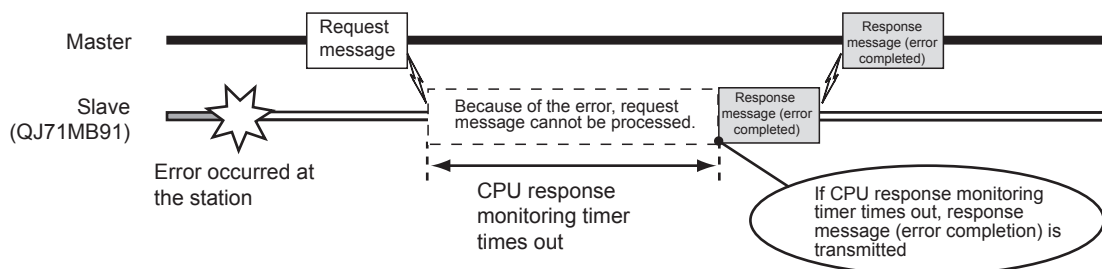 Master
Request
message
Response
message (error
completed)
Slave
(QJ71MB91)
Because of the error, request
message cannot be processed.
Response
message (error
completed)
Error occurred at
the station
CPU response
monitoring timer
times out
If CPU response monitoring
timer times out, response
message (error completion) is
transmitted